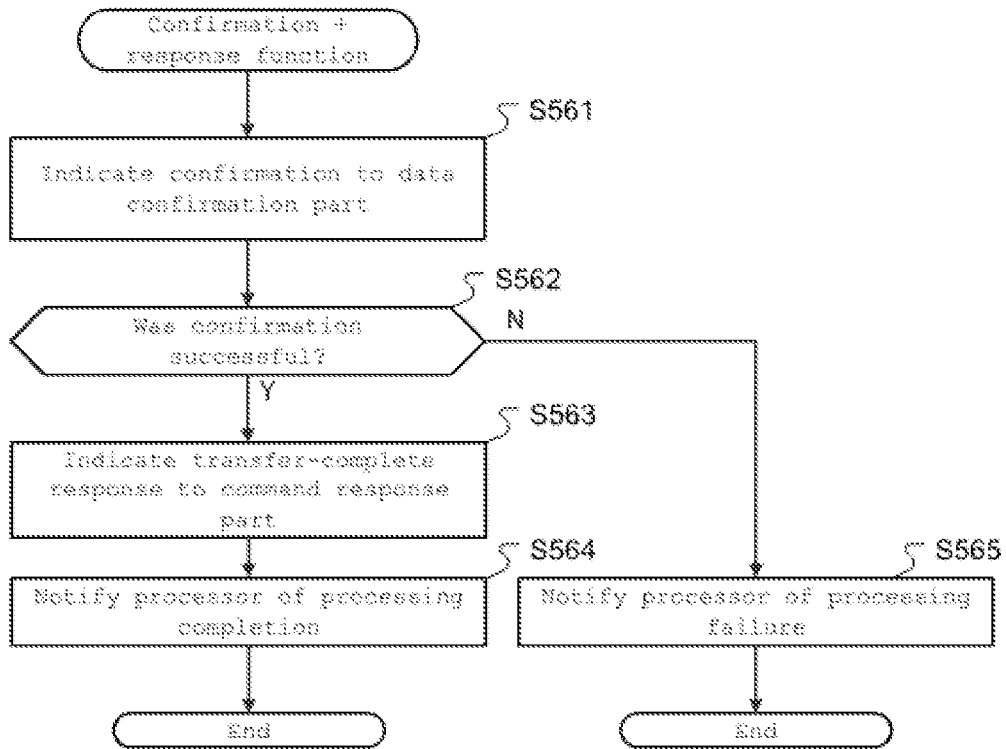 Confirmation +
response function
S561
Indicate confirmation to data
confirmation part
S562
Was confirmation
successful?
N
Y
S563
Indicate transfer-complete
response to command response
part
S564
Notify processor of processing
completion
S565
Notify processor of processing
failure
End
End